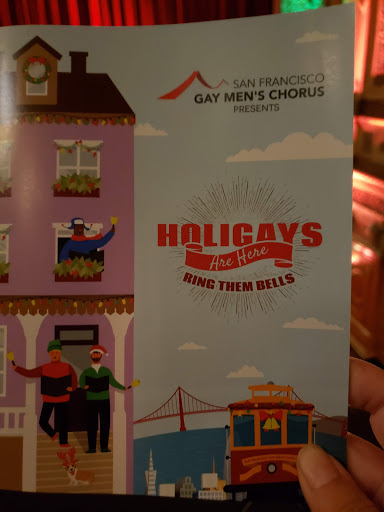 SAN FRANCISCO
GAY MEN'S CHORUS
PRESENTS
HOLIGAYS
Are Here
RING THEM BELLS